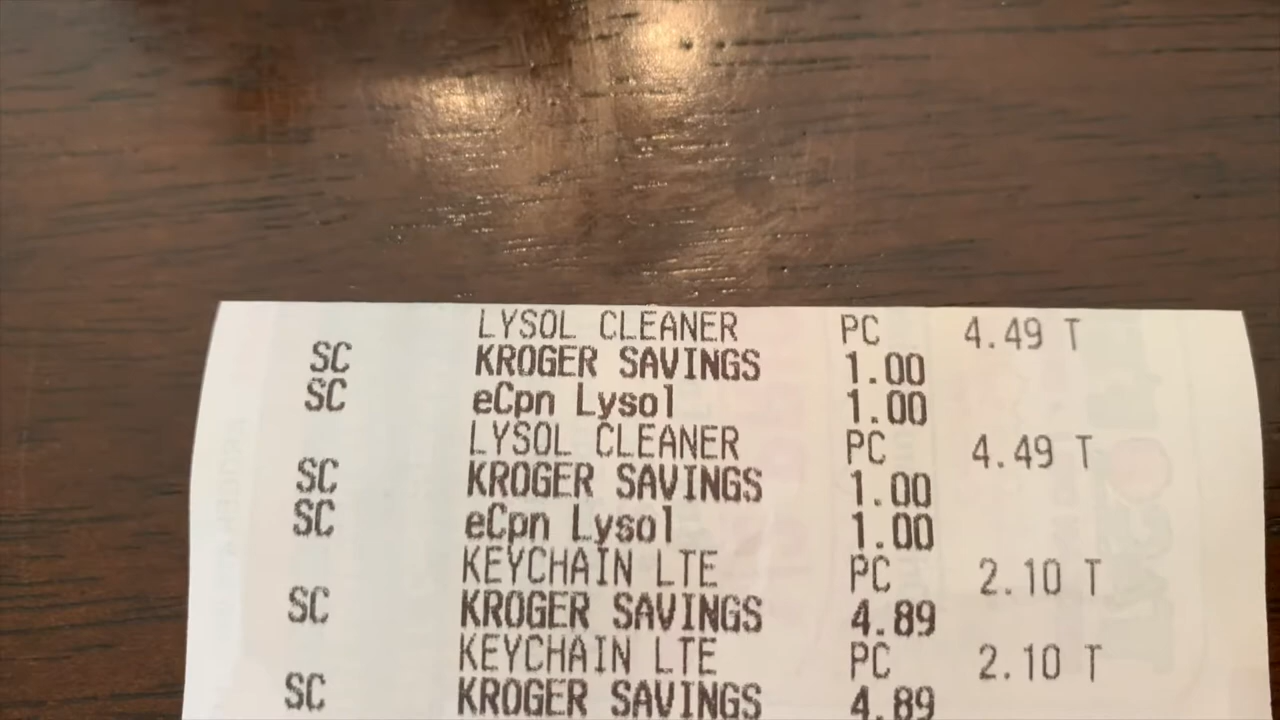 LYSOL CLEANER PC 4.49 T
SC KROGER SAVINGS 1.00
SC eCpn Lysol 1.00
LYSOL CLEANER PC 4.49 T
SC KROGER SAVINGS 1.00
SC eCpn Lysol 1.00
KEYCHAIN LTE PC 2.10 T
SC KROGER SAVINGS 4.89
KEYCHAIN LTE PC 2.10 T
SC KROGER SAVINGS 4.89